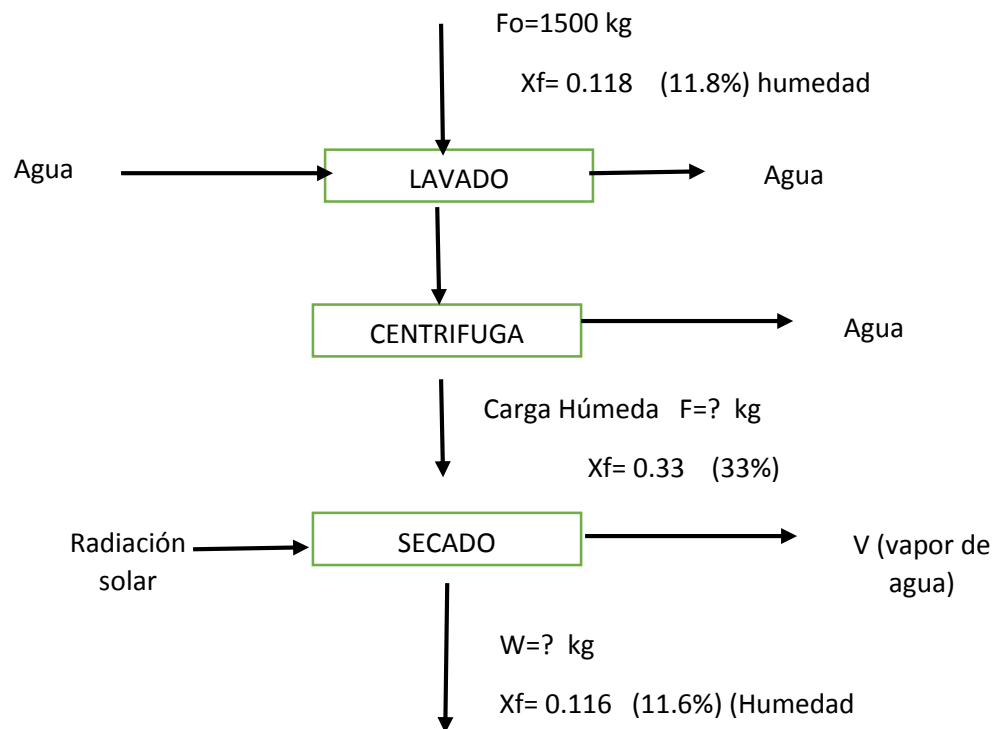 Fo=1500 kg
Xf= 0.118 (11.8%) humedad
Agua
LAVADO
Agua
CENTRIFUGA
Agua
Carga Húmeda F=? kg
Xf= 0.33 (33%)
Radiación
solar
SECADO
V (vapor de
agua)
W=? kg
Xf= 0.116 (11.6%) (Humedad